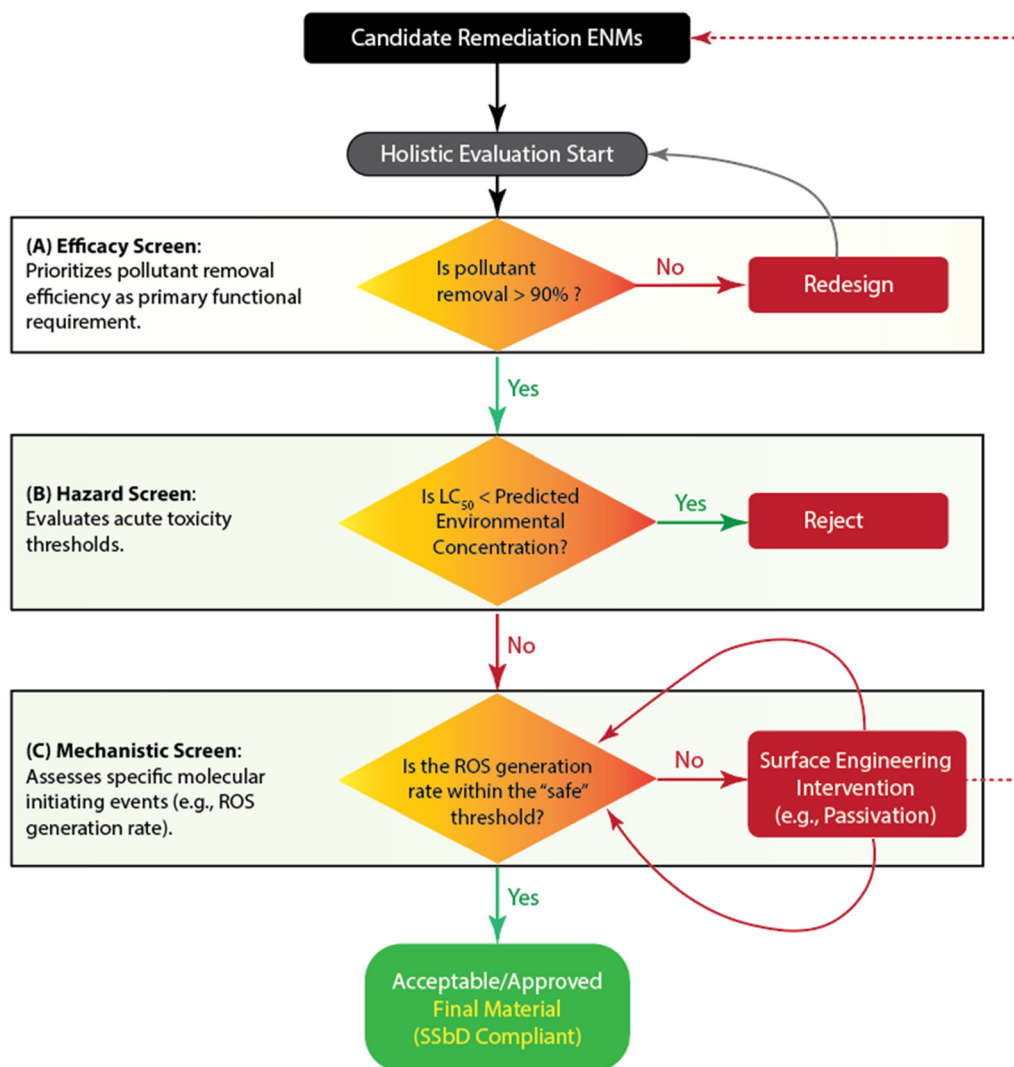 Candidate Remediation ENMs
Holistic Evaluation Start
(A) Efficacy Screen:
Prioritizes pollutant removal
efficiency as primary functional
requirement.
Is pollutant
removal > 90% ?
No
Redesign
Yes
(B) Hazard Screen:
Evaluates acute toxicity
thresholds.
Is LC₅₀ < Predicted
Environmental
Concentration?
Yes
Reject
No
(C) Mechanistic Screen:
Assesses specific molecular
initiating events (e.g., ROS
generation rate).
Is the ROS generation
rate within the “safe”
threshold?
No
Surface Engineering
Intervention
(e.g., Passivation)
Yes
Acceptable/Approved
Final Material
(SSbD Compliant)